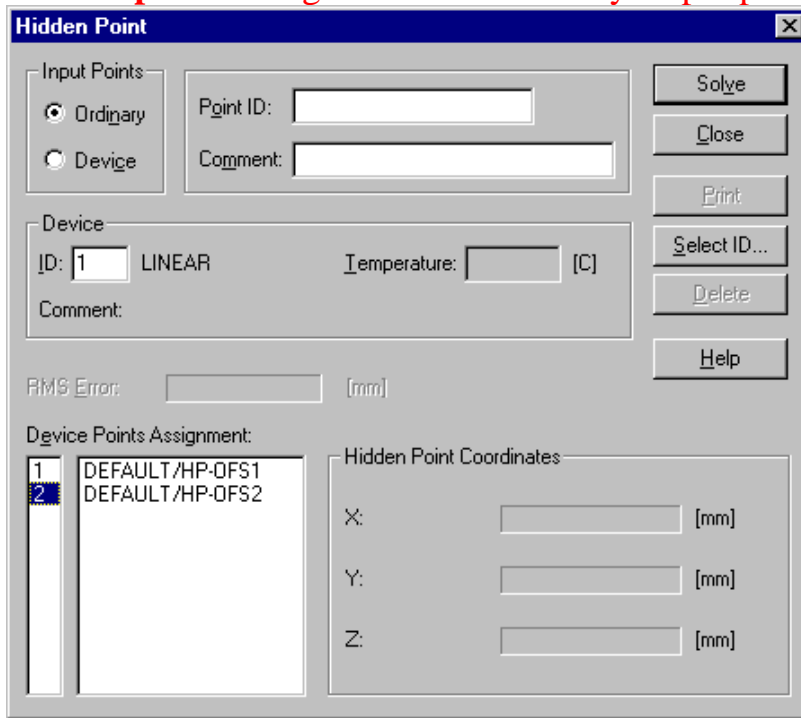 Hidden Point
Input Points
Ordinary
Device
Point ID:
Comment:
Solve
Close
Print
Select ID...
Delete
Help
Device
ID: 1 LINEAR Temperature: [C]
Comment:
RMS Error: [mm]
Device Points Assignment:
1 DEFAULT/HP-OFS1
2 DEFAULT/HP-OFS2
Hidden Point Coordinates
X: [mm]
Y: [mm]
Z: [mm]